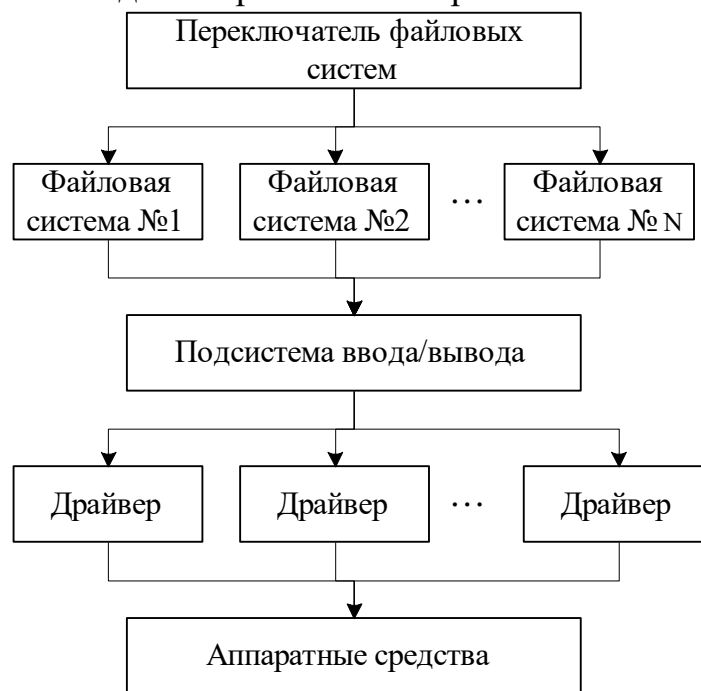 Переключатель файловых
систем
Файловая
система №1
Файловая
система №2
...
Файловая
система № N
Подсистема ввода/вывода
Драйвер
Драйвер
...
Драйвер
Аппаратные средства